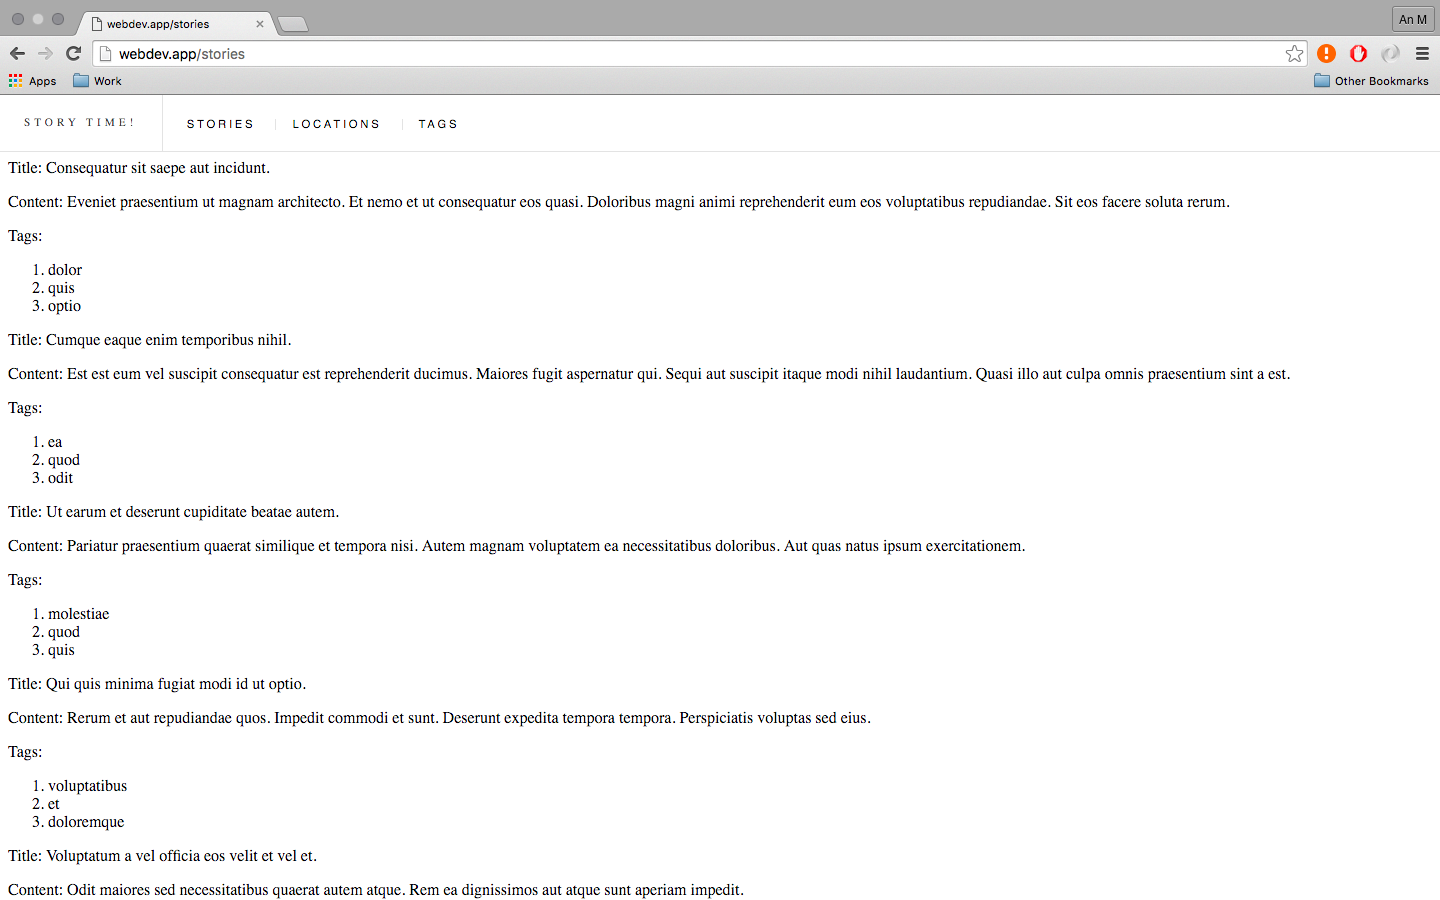 webdev.app/stories
An M
webdev.app/stories
Apps
Work
Other Bookmarks
STORY TIME!
STORIES
LOCATIONS
TAGS
Title: Consequatur sit saepe aut incidunt.
Content: Eveniet praesentium ut magnam architecto. Et nemo et ut consequatur eos quasi. Doloribus magni animi reprehenderit eum eos voluptatibus repudiandae. Sit eos facere soluta rerum.
Tags:
1. dolor
2. quis
3. optio
Title: Cumque eaque enim temporibus nihil.
Content: Est est eum vel suscipit consequatur est reprehenderit ducimus. Maiores fugit aspernatur qui. Sequi aut suscipit itaque modi nihil laudantium. Quasi illo aut culpa omnis praesentium sint a est.
Tags:
1. ea
2. quod
3. odit
Title: Ut earum et deserunt cupiditate beatae autem.
Content: Pariatur praesentium quaerat similique et tempora nisi. Autem magnam voluptatem ea necessitatibus doloribus. Aut quas natus ipsum exercitationem.
Tags:
1. molestiae
2. quod
3. quis
Title: Qui quis minima fugiat modi id ut optio.
Content: Rerum et aut repudiandae quos. Impedit commodi et sunt. Deserunt expedita tempora tempora. Perspiciatis voluptas sed eius.
Tags:
1. voluptatibus
2. et
3. doloremque
Title: Voluptatum a vel officia eos velit et vel et.
Content: Odit maiores sed necessitatibus quaerat autem atque. Rem ea dignissimos aut atque sunt aperiam impedit.